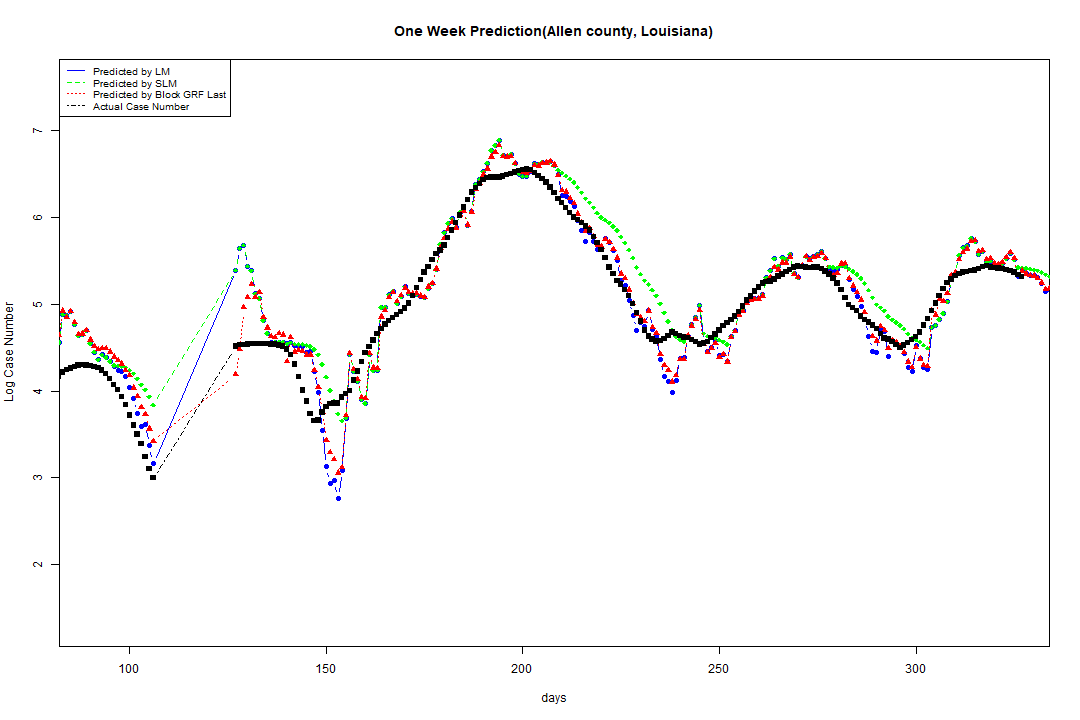 One Week Prediction(Allen county, Louisiana)
Predicted by LM
Predicted by SLM
Predicted by Block GRF Last
Actual Case Number
7
6
5
4
3
2
Log Case Number
100 150 200 250 300
days